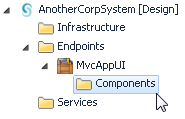 AnotherCorpSystem [Design]
Infrastructure
Endpoints
MvcAppUI
Components
Services